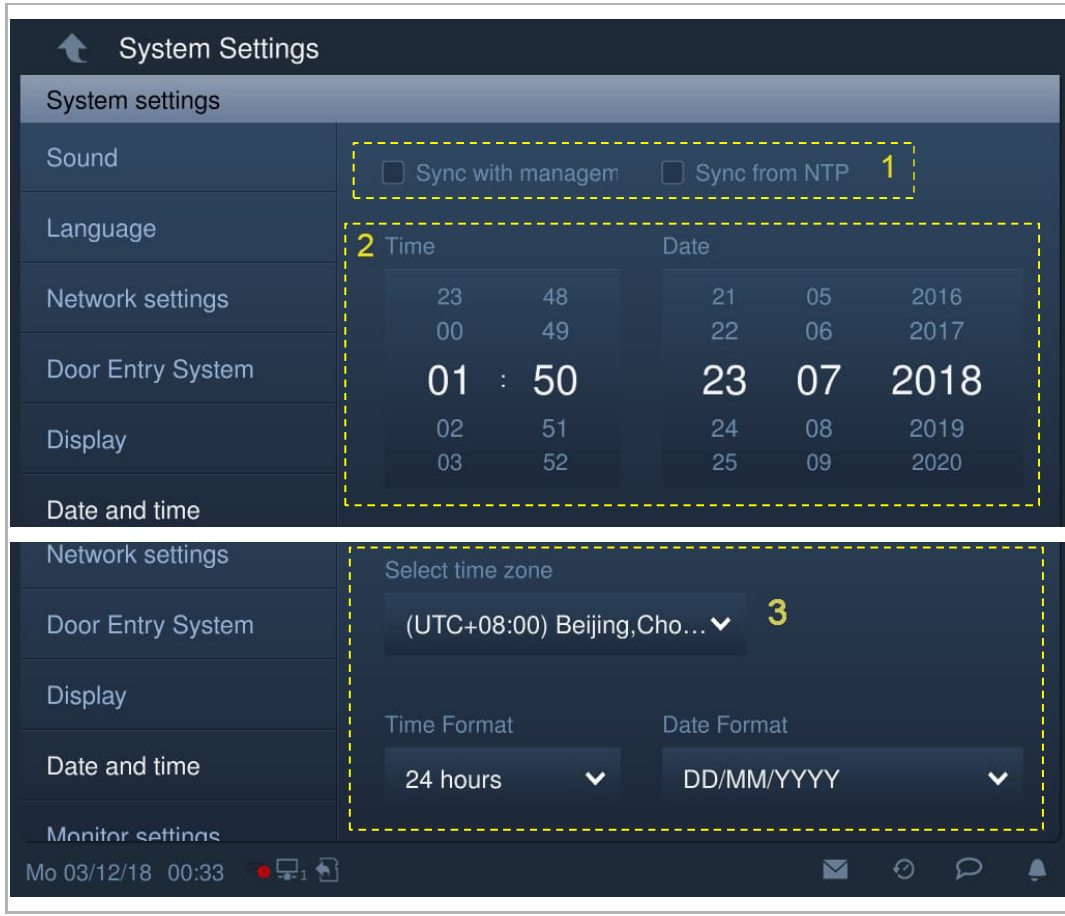 System Settings
System settings
Sound
Sync with managem
Sync from NTP
1
Language
2
Time
Date
Network settings
23 48 21 05 2016
00 49 22 06 2017
Door Entry System
01 : 50 23 07 2018
Display
02 51 24 08 2019
03 52 25 09 2020
Date and time
Network settings
Select time zone
Door Entry System
(UTC+08:00) Beijing,Cho...
3
Display
Time Format
Date Format
Date and time
24 hours
DD/MM/YYYY
Monitor settings
Mo 03/12/18 00:33
1